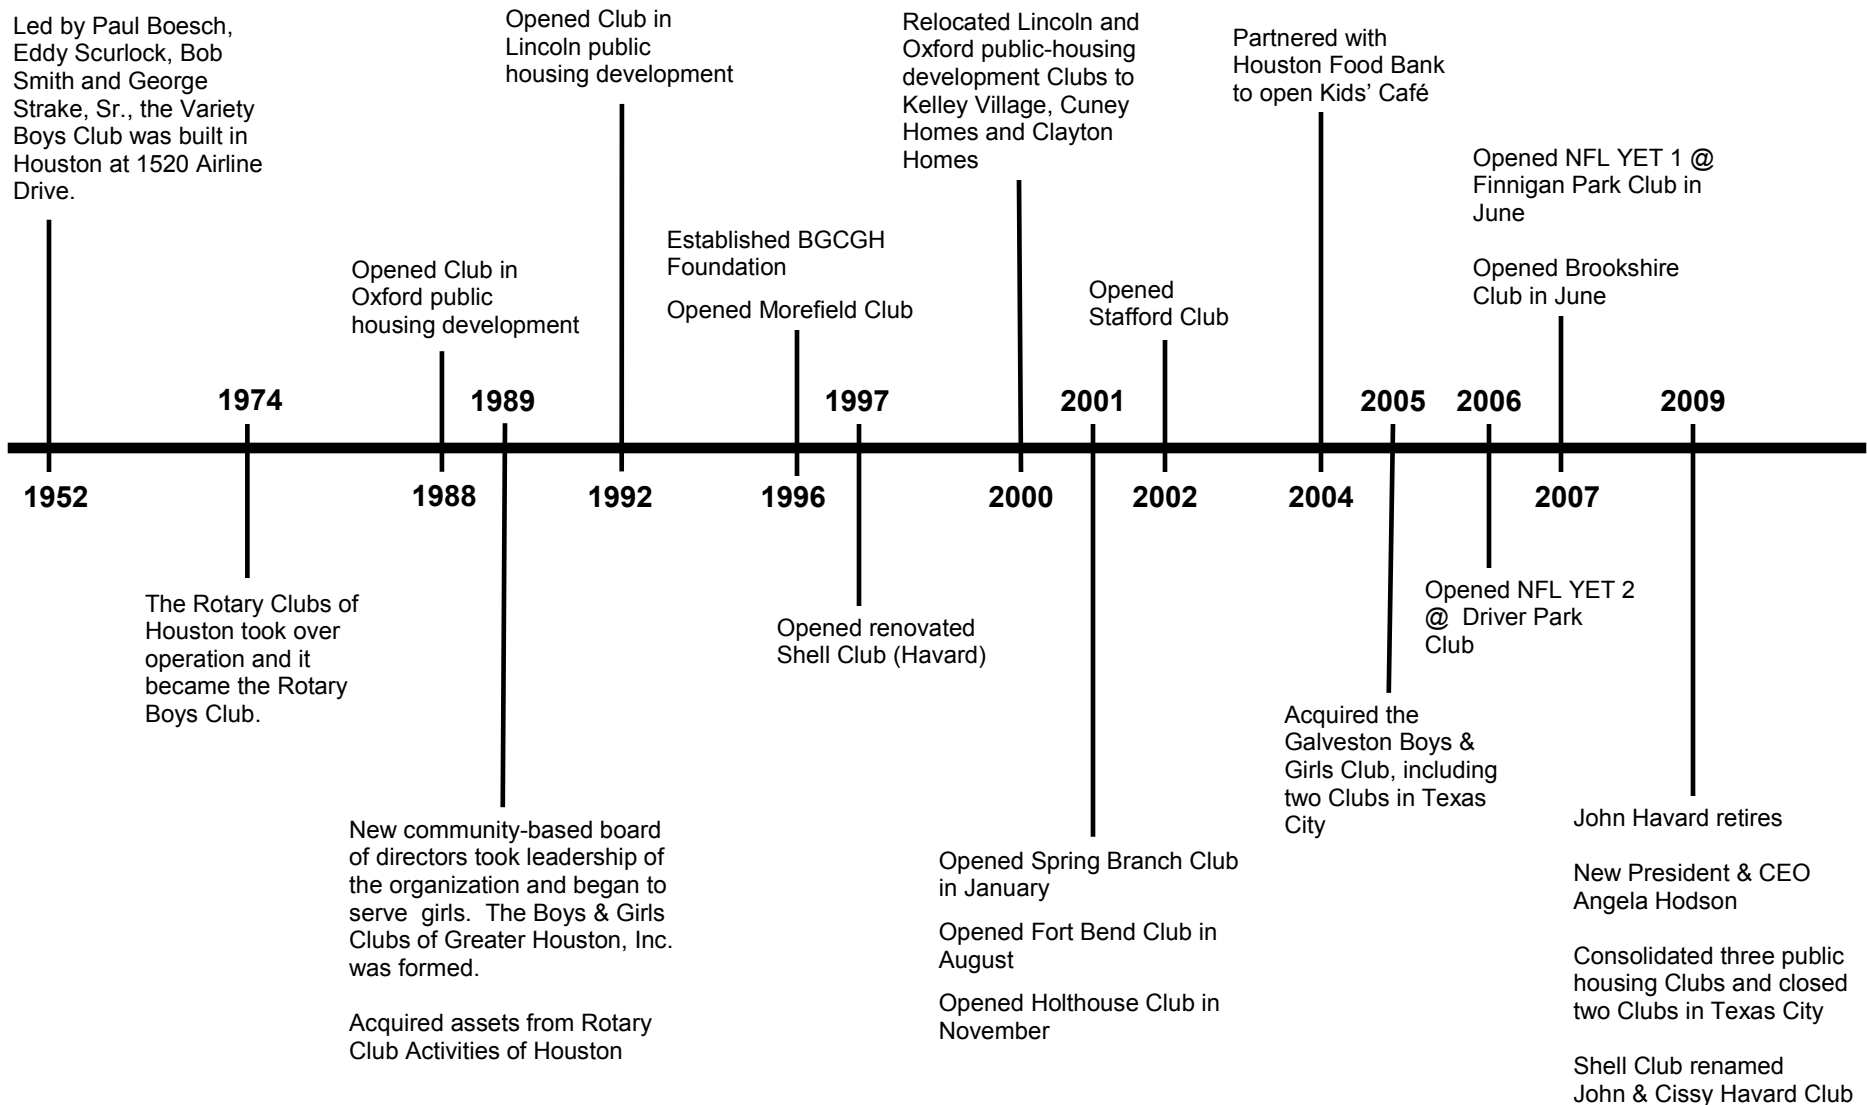 Led by Paul Boesch,
Eddy Scurlock, Bob
Smith and George
Strake, Sr., the Variety
Boys Club was built in
Houston at 1520 Airline
Drive.
Opened Club in
Oxford public
housing development
Opened Club in
Lincoln public
housing development
Established BGCGH
Foundation
Opened Morefield Club
Relocated Lincoln and
Oxford public-housing
development Clubs to
Kelley Village, Cuney
Homes and Clayton
Homes
Opened
Stafford Club
Partnered with
Houston Food Bank
to open Kids’ Café
Opened NFL YET 1 @
Finnigan Park Club in
June
Opened Brookshire
Club in June
1974
1989
1997
2001
2005
2006
2009
1952
1988
1992
1996
2000
2002
2004
2007
The Rotary Clubs of
Houston took over
operation and it
became the Rotary
Boys Club.
New community-based board
of directors took leadership of
the organization and began to
serve  girls.  The Boys & Girls
Clubs of Greater Houston, Inc.
was formed.
Acquired assets from Rotary
Club Activities of Houston
Opened renovated
Shell Club (Havard)
Opened Spring Branch Club
in January
Opened Fort Bend Club in
August
Opened Holthouse Club in
November
Acquired the
Galveston Boys &
Girls Club, including
two Clubs in Texas
City
Opened NFL YET 2
@  Driver Park
Club
John Havard retires
New President & CEO
Angela Hodson
Consolidated three public
housing Clubs and closed
two Clubs in Texas City
Shell Club renamed
John & Cissy Havard Club